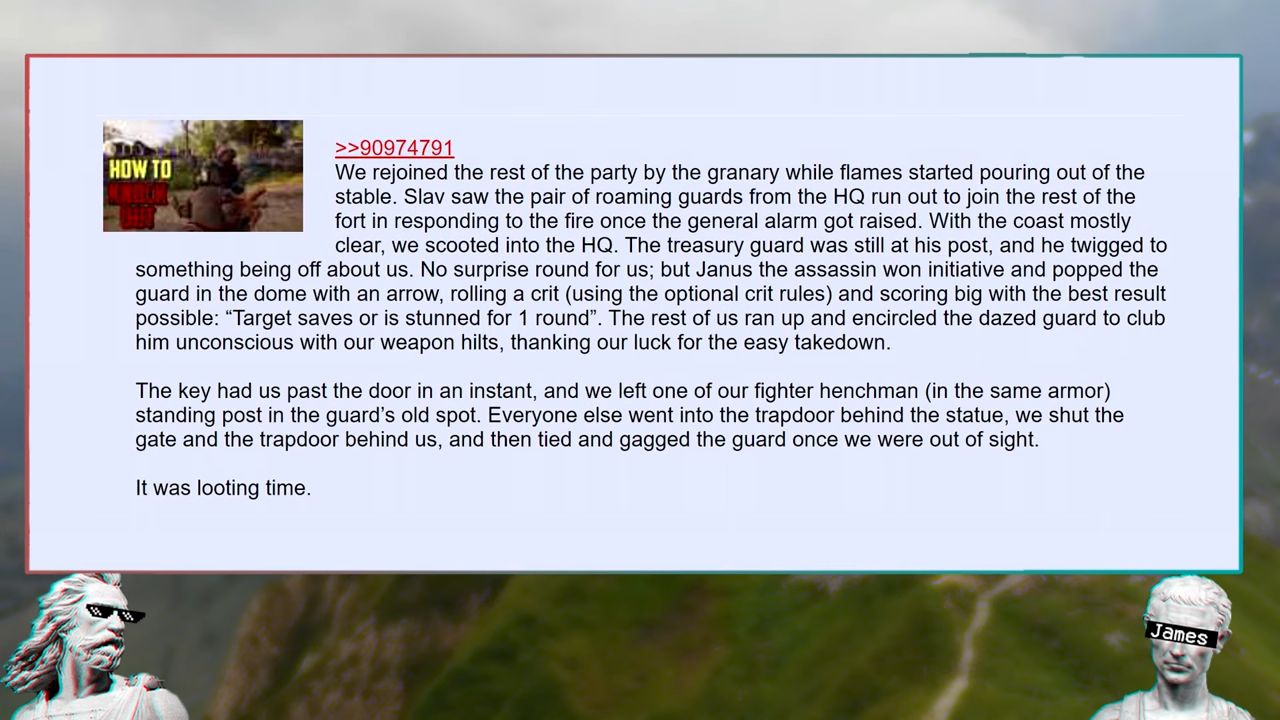 HOW TO
>>90974791
We rejoined the rest of the party by the granary while flames started pouring out of the
stable. Slav saw the pair of roaming guards from the HQ run out to join the rest of the
fort in responding to the fire once the general alarm got raised. With the coast mostly
clear, we scooted into the HQ. The treasury guard was still at his post, and he twigged to
something being off about us. No surprise round for us; but Janus the assassin won initiative and popped the
guard in the dome with an arrow, rolling a crit (using the optional crit rules) and scoring big with the best result
possible: “Target saves or is stunned for 1 round”. The rest of us ran up and encircled the dazed guard to club
him unconscious with our weapon hilts, thanking our luck for the easy takedown.
The key had us past the door in an instant, and we left one of our fighter henchman (in the same armor)
standing post in the guard’s old spot. Everyone else went into the trapdoor behind the statue, we shut the
gate and the trapdoor behind us, and then tied and gagged the guard once we were out of sight.
It was looting time.
James